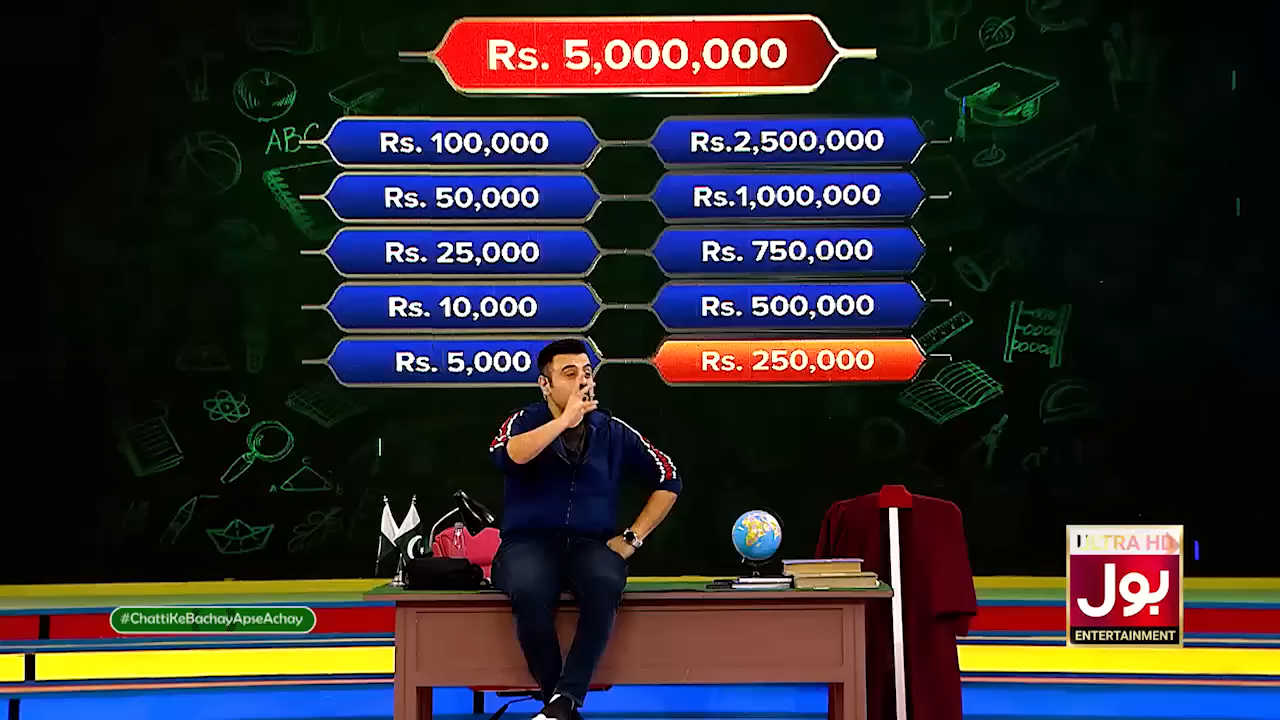 Rs. 5,000,000
Rs. 100,000
Rs.2,500,000
Rs. 50,000
Rs.1,000,000
Rs. 25,000
Rs. 750,000
Rs. 10,000
Rs. 500,000
Rs. 5,000
Rs. 250,000
ABC
#ChattiKeBachayApseAchay
ULTRA HD
بول
ENTERTAINMENT